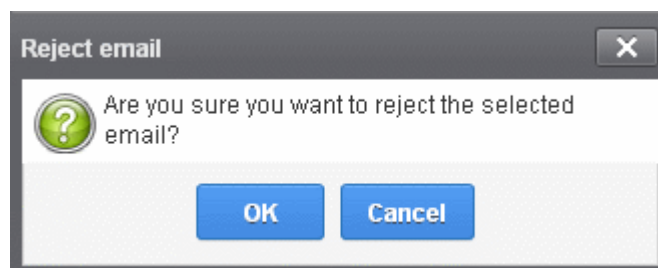 Reject email
Are you sure you want to reject the selected
email?
OK
Cancel